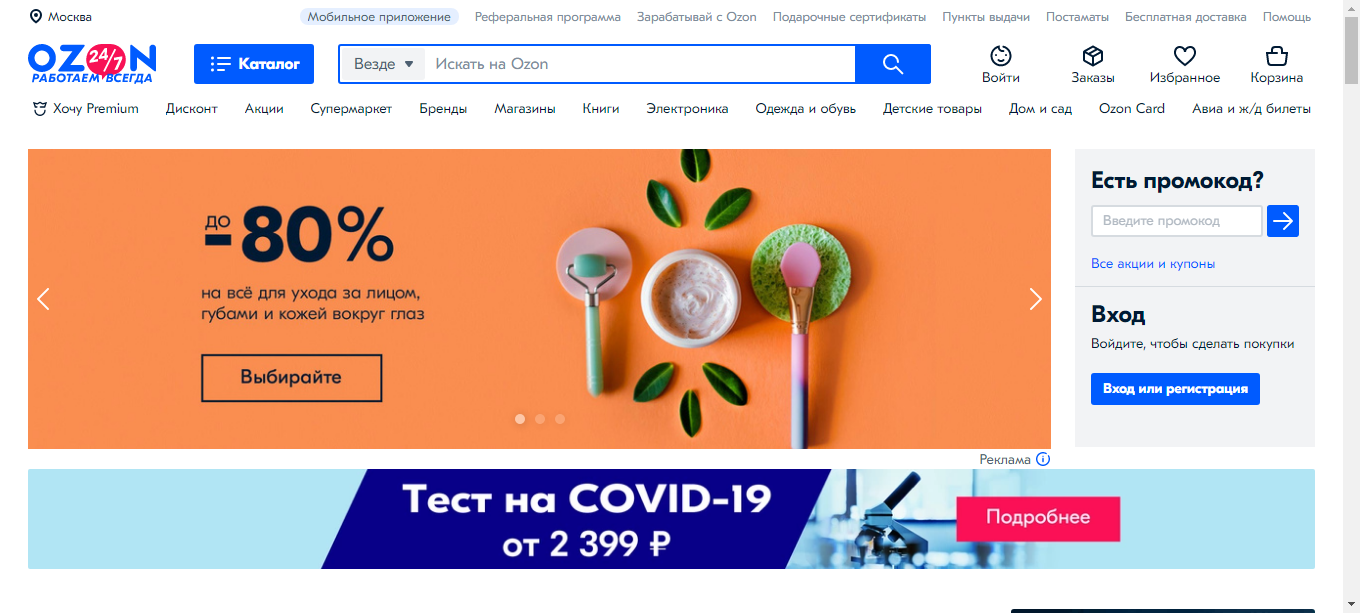 Москва
Мобильное приложение
Реферальная программа
Зарабатывай с Ozon
Подарочные сертификаты
Пункты выдачи
Постаматы
Бесплатная доставка
Помощь
OZON
24/7
РАБОТАЕМ ВСЕГДА
Каталог
Везде
Искать на Ozon
Войти
Заказы
Избранное
Корзина
Хочу Premium
Дисконт
Акции
Супермаркет
Бренды
Магазины
Книги
Электроника
Одежда и обувь
Детские товары
Дом и сад
Ozon Card
Авиа и ж/д билеты
до
-80%
на всё для ухода за лицом,
губами и кожей вокруг глаз
Выбирайте
Есть промокод?
Введите промокод
Все акции и купоны
Вход
Войдите, чтобы сделать покупки
Вход или регистрация
Реклама
Тест на COVID-19
от 2 399 ₽
Подробнее